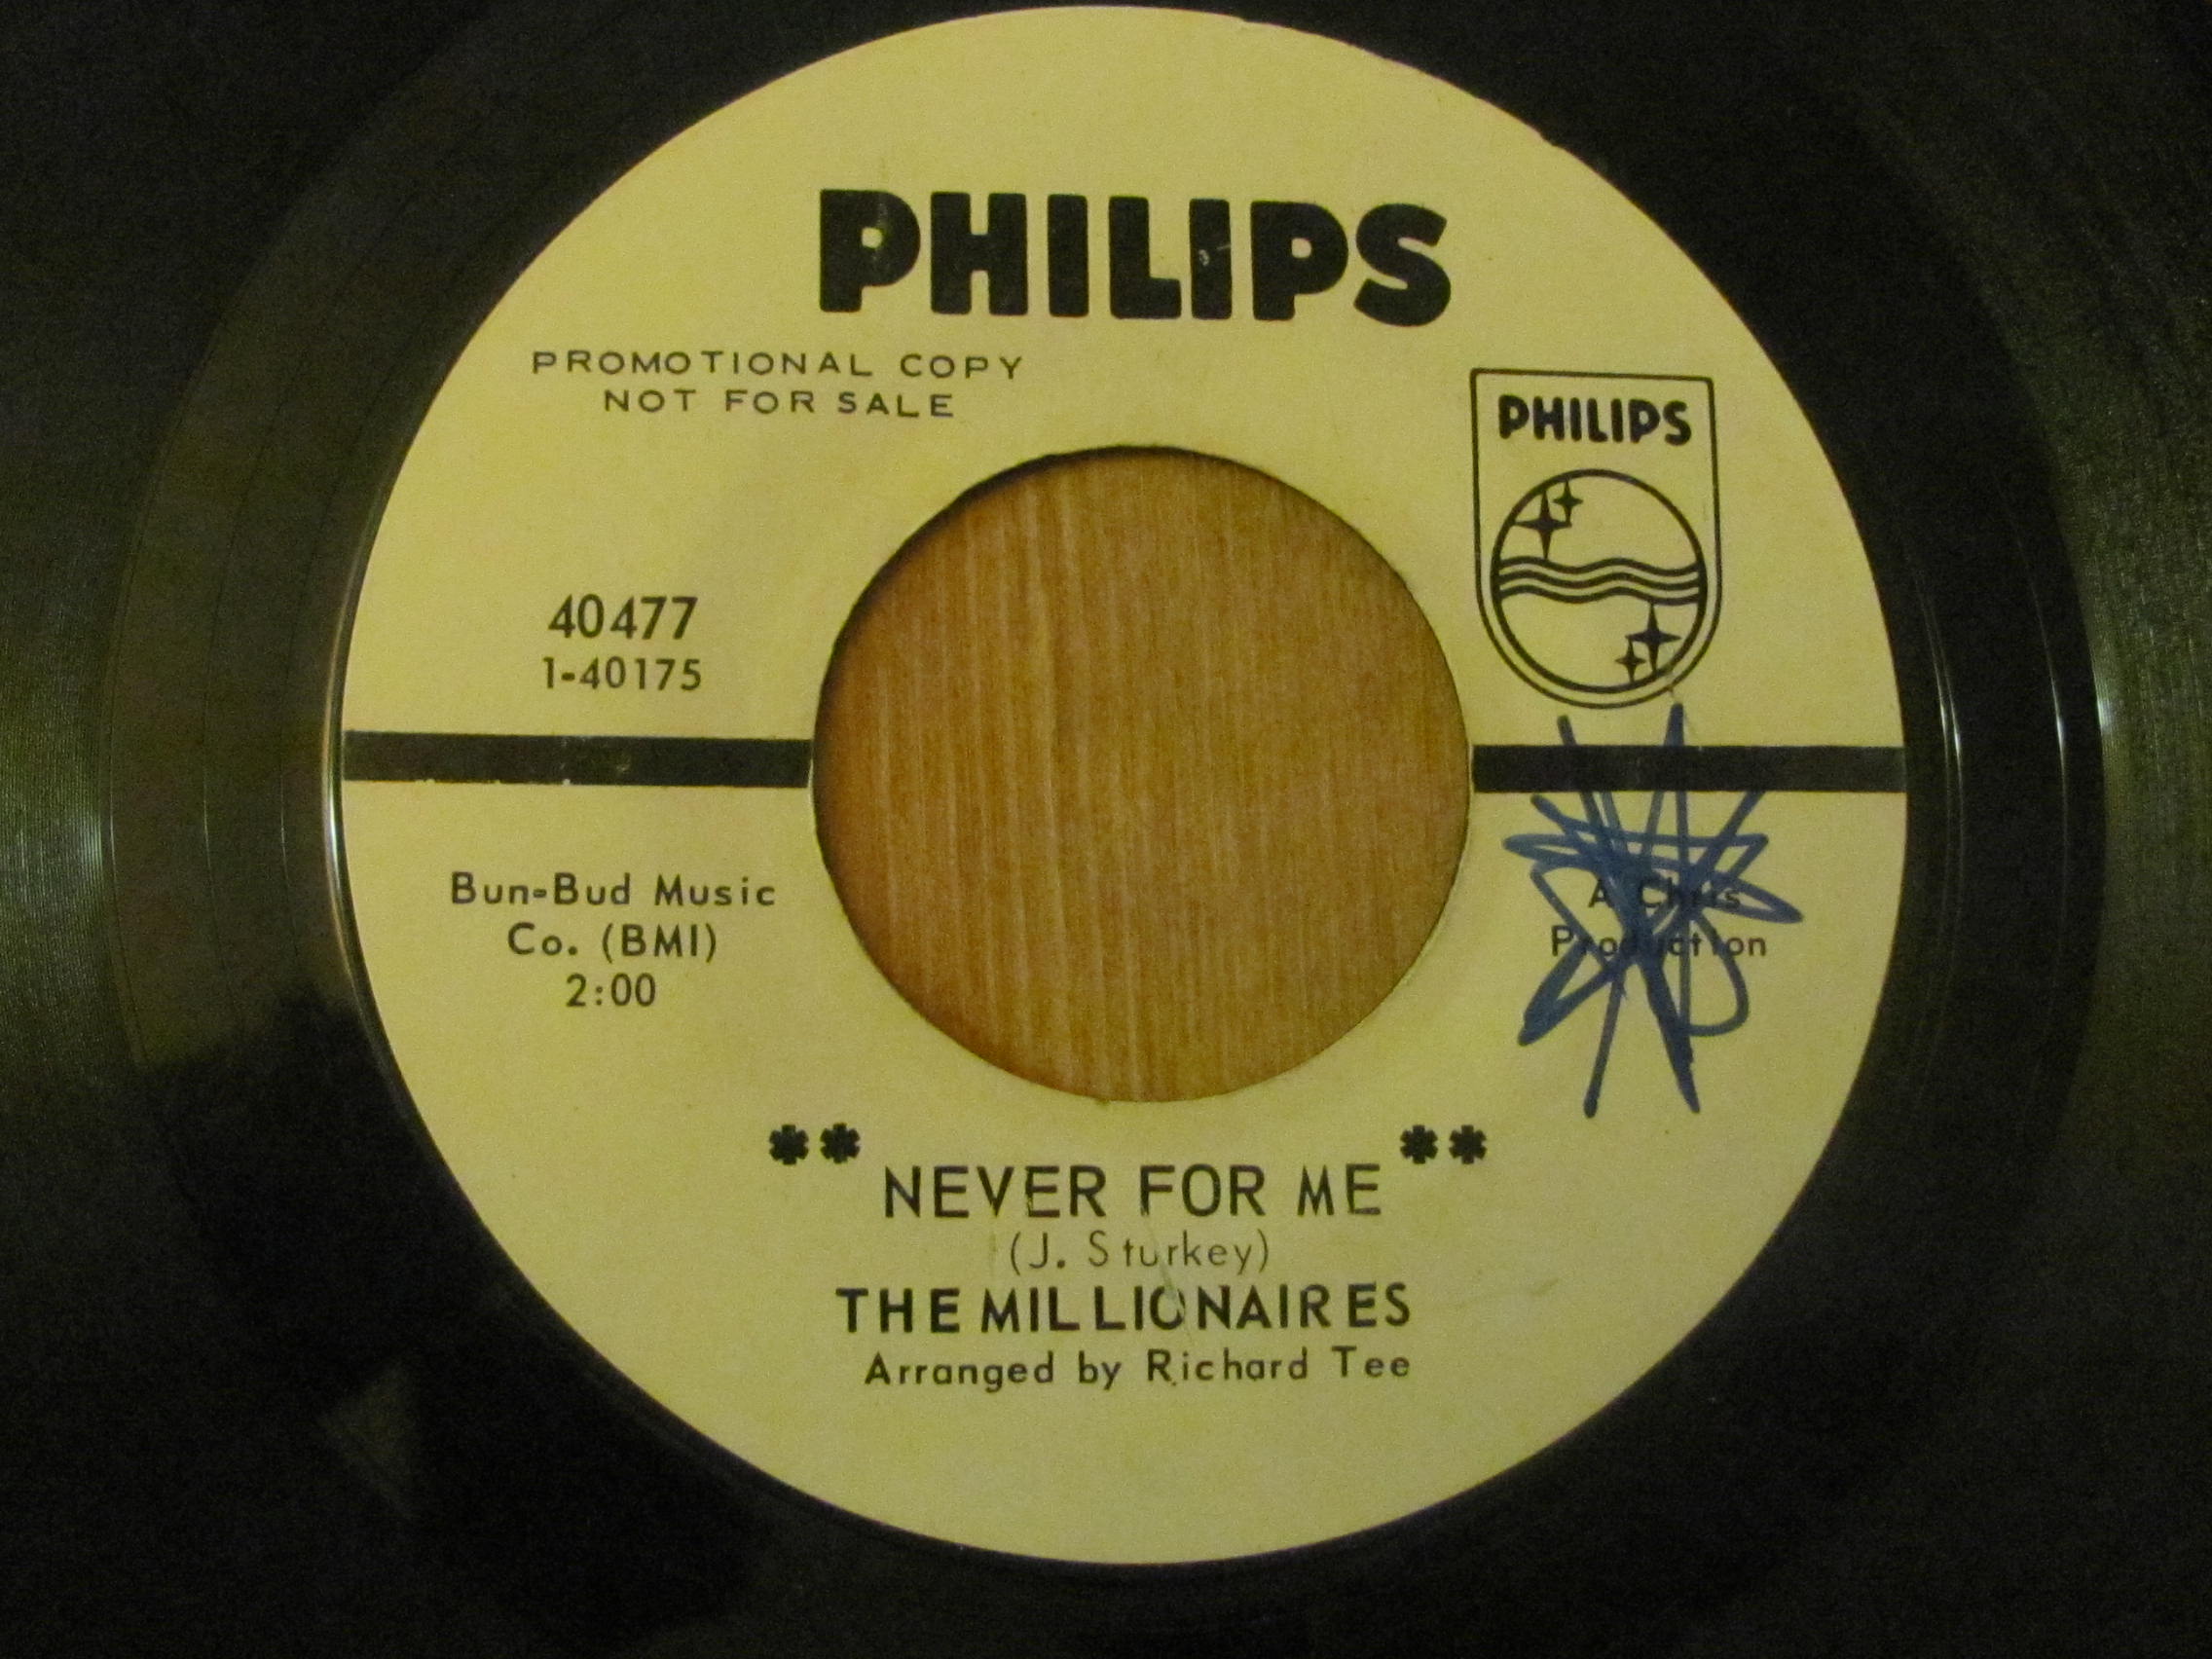 PHILIPS
PROMOTIONAL COPY
NOT FOR SALE
PHILIPS
40477
1-40175
Bun-Bud Music
Co. (BMI)
2:00
A Chris
Production
** NEVER FOR ME **
(J. Sturkey)
THE MILLIONAIRES
Arranged by Richard Tee